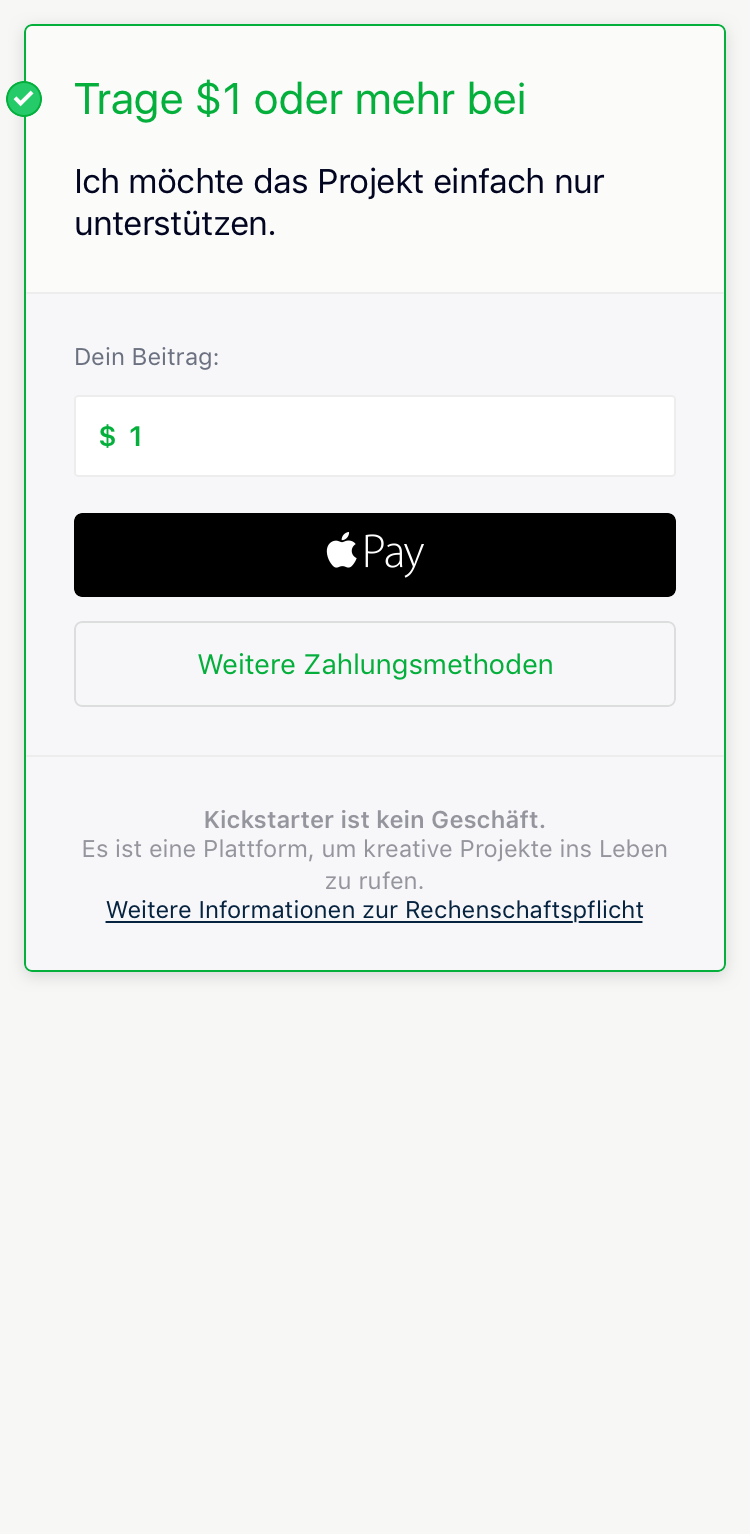 Trage $1 oder mehr bei
Ich möchte das Projekt einfach nur
unterstützen.
Dein Beitrag:
$ 1
Pay
Weitere Zahlungsmethoden
Kickstarter ist kein Geschäft.
Es ist eine Plattform, um kreative Projekte ins Leben
zu rufen.
Weitere Informationen zur Rechenschaftspflicht